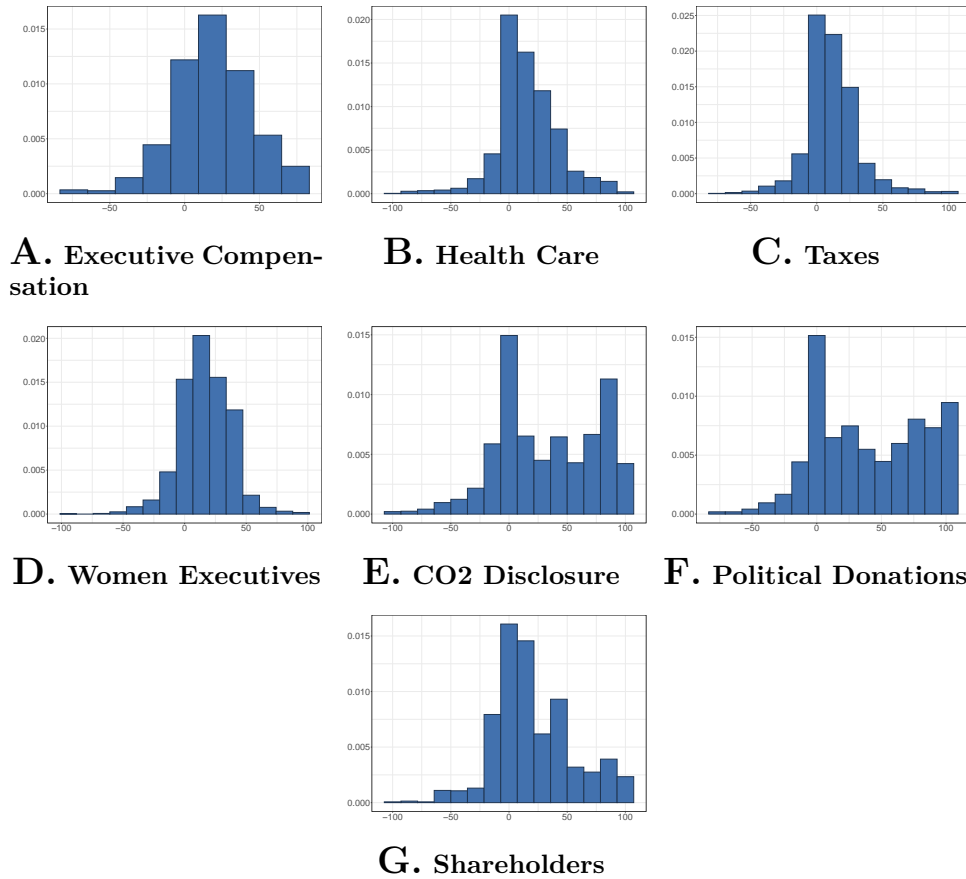 0.015
0.010
0.005
0.000
−50 0 50
A. Executive Compen-
sation
0.020
0.015
0.010
0.005
0.000
−100 −50 0 50 100
B. Health Care
0.025
0.020
0.015
0.010
0.005
0.000
−50 0 50 100
C. Taxes
0.020
0.015
0.010
0.005
0.000
−100 −50 0 50 100
D. Women Executives
0.015
0.010
0.005
0.000
−100 −50 0 50 100
E. CO2 Disclosure
0.015
0.010
0.005
0.000
−50 0 50 100
F. Political Donations
0.015
0.010
0.005
0.000
−100 −50 0 50 100
G. Shareholders